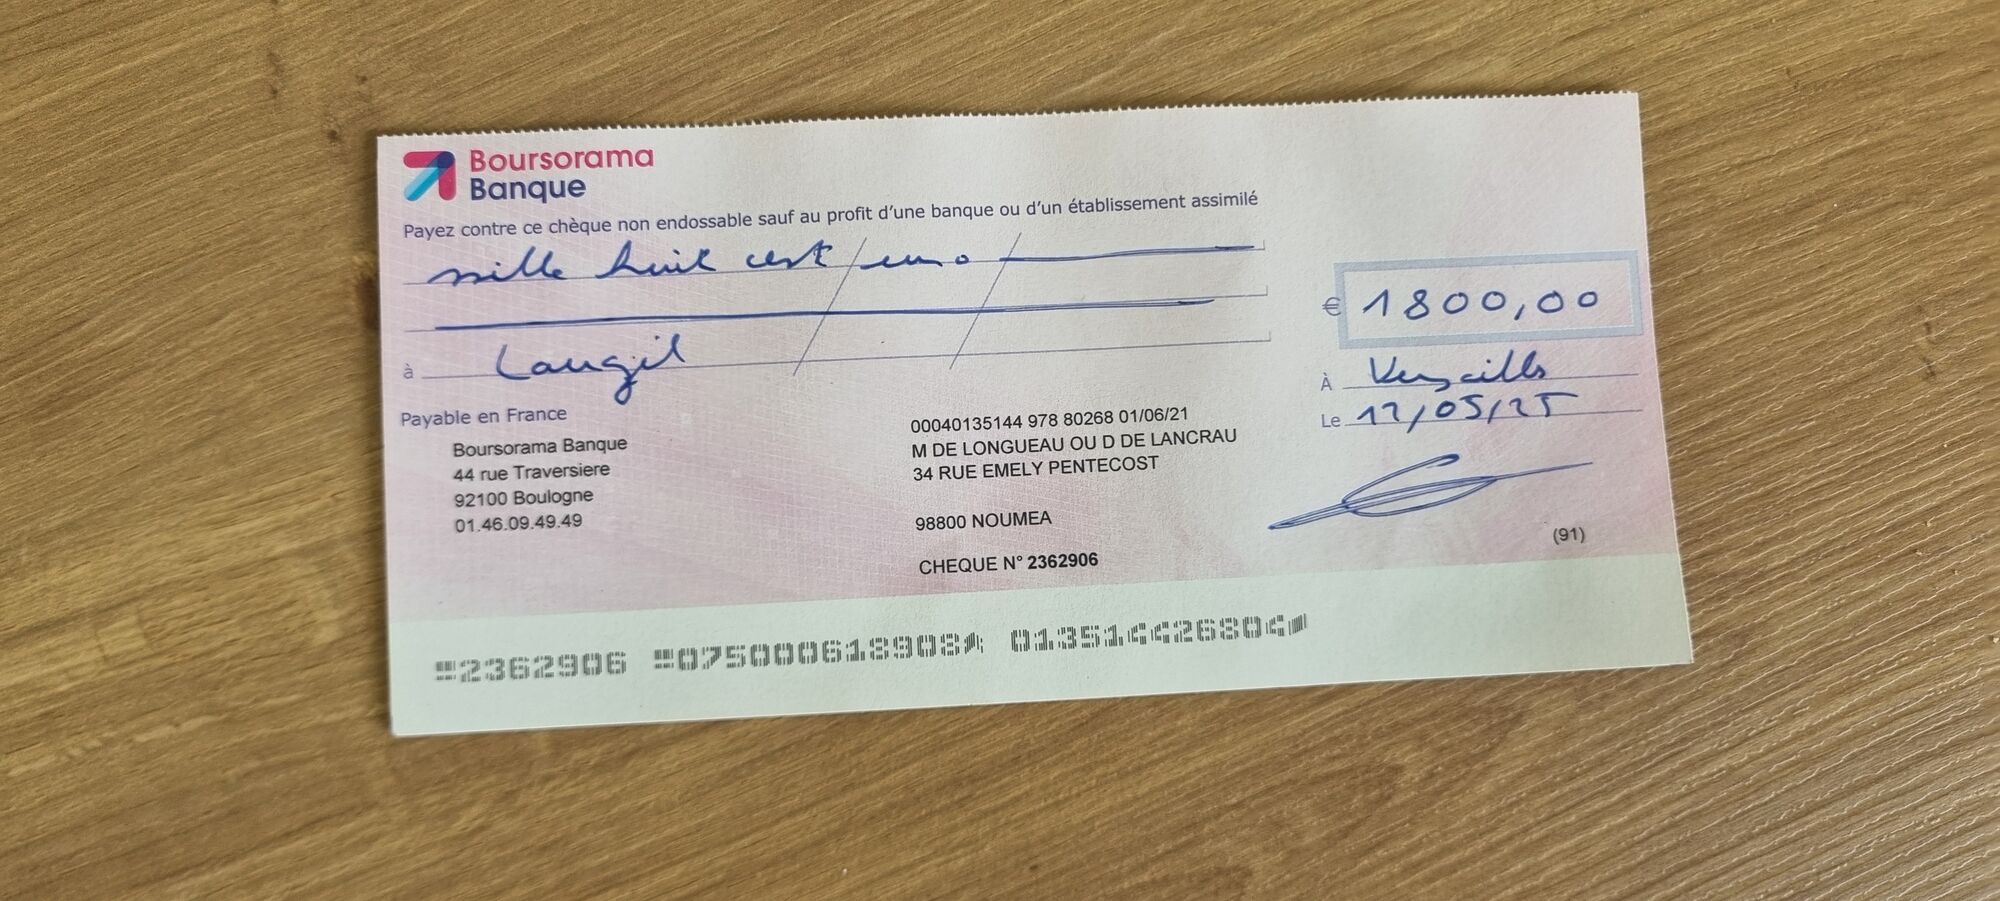 Boursorama
Banque
Payez contre ce chèque non endossable sauf au profit d'une banque ou d'un établissement assimilé
mille huit cent euro
€ 1800,00
à Laugil
À Versailles
Le 12/05/25
Payable en France
Boursorama Banque
44 rue Traversiere
92100 Boulogne
01.46.09.49.49
00040135144 978 80268 01/06/21
M DE LONGUEAU OU D DE LANCRAU
34 RUE EMELY PENTECOST
98800 NOUMEA
CHEQUE N° 2362906
(91)
2362906 075000618908 013514426804